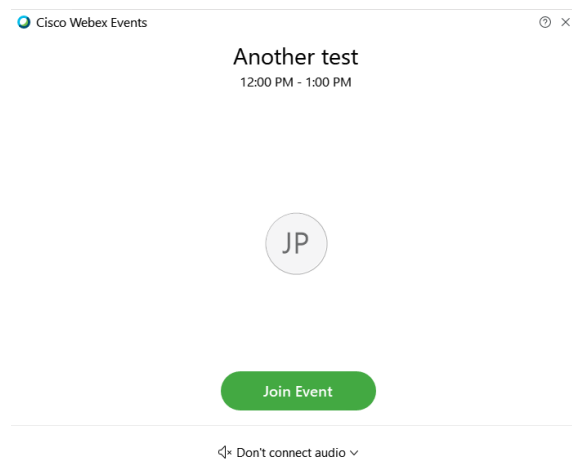 Cisco Webex Events
Another test
12:00 PM - 1:00 PM
JP
Join Event
Don't connect audio